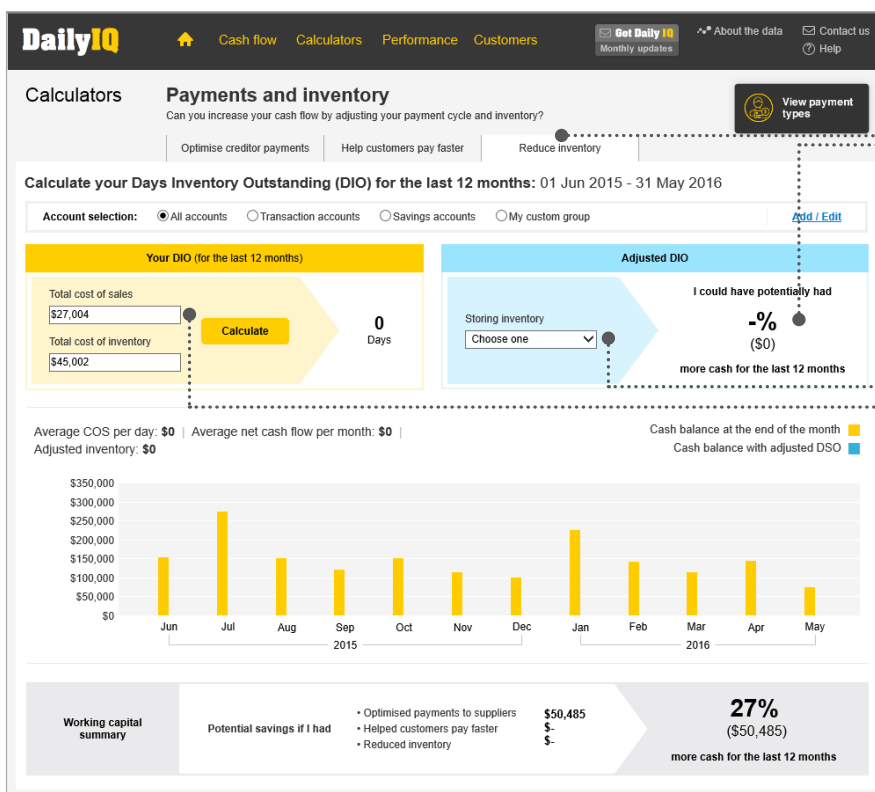 DailyIQ
Cash flow Calculators Performance Customers
Get Daily IQ
Monthly updates
About the data
Contact us
Help
Calculators
Payments and inventory
Can you increase your cash flow by adjusting your payment cycle and inventory?
View payment
types
Optimise creditor payments Help customers pay faster Reduce inventory
Calculate your Days Inventory Outstanding (DIO) for the last 12 months: 01 Jun 2015 - 31 May 2016
Account selection: All accounts Transaction accounts Savings accounts My custom group Add / Edit
Your DIO (for the last 12 months)
Total cost of sales
$27,004
Total cost of inventory
$45,002
Calculate
0
Days
Adjusted DIO
Storing inventory
Choose one
I could have potentially had
-%
($0)
more cash for the last 12 months
Average COS per day: $0 | Average net cash flow per month: $0 |
Adjusted inventory: $0
Cash balance at the end of the month
Cash balance with adjusted DSO
$350,000
$300,000
$250,000
$200,000
$150,000
$100,000
$50,000
$0
Jun Jul Aug Sep Oct Nov Dec Jan Feb Mar Apr May
2015 2016
Working capital
summary
Potential savings if I had
• Optimised payments to suppliers $50,485
• Helped customers pay faster $-
• Reduced inventory $-
27%
($50,485)
more cash for the last 12 months